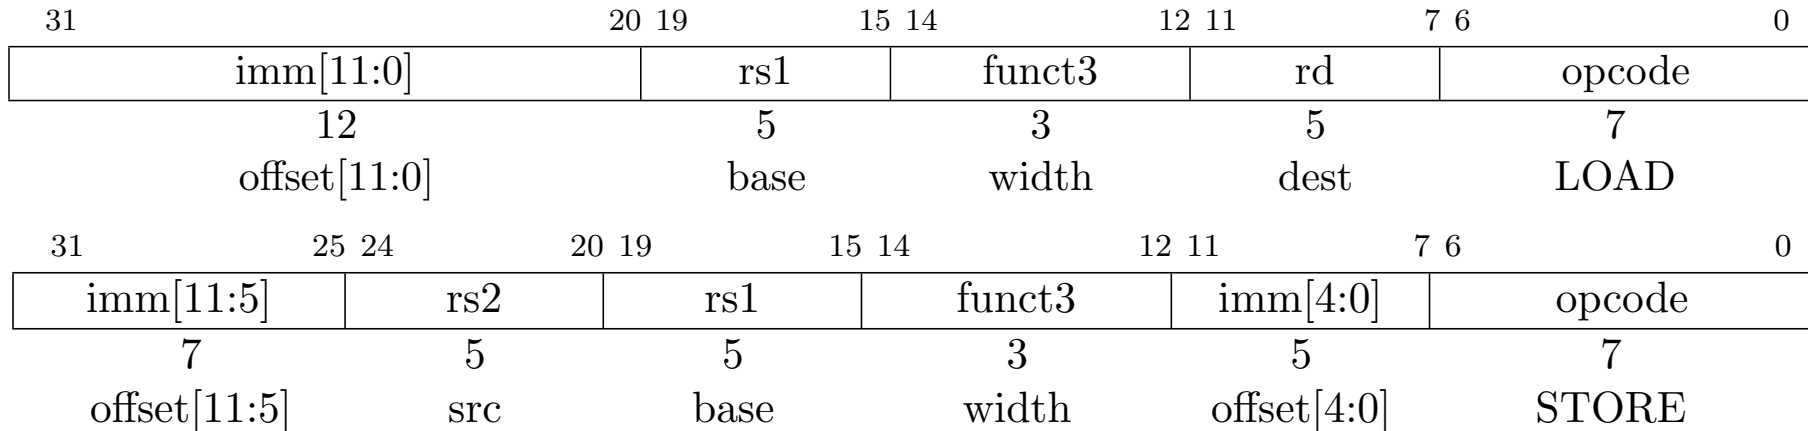 31 20 19 15 14 12 11 7 6 0
imm[11:0] rs1 funct3 rd opcode
12 5 3 5 7
offset[11:0] base width dest LOAD
31 25 24 20 19 15 14 12 11 7 6 0
imm[11:5] rs2 rs1 funct3 imm[4:0] opcode
7 5 5 3 5 7
offset[11:5] src base width offset[4:0] STORE